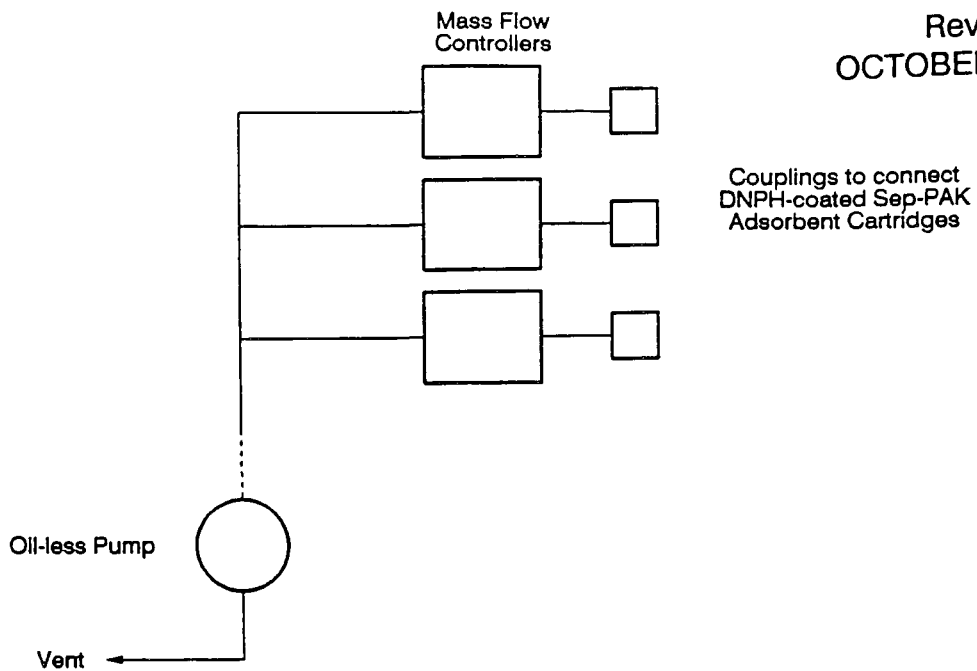 Mass Flow
Controllers
Rev
OCTOBE
Couplings to connect
DNPH-coated Sep-PAK
Adsorbent Cartridges
Oil-less Pump
Vent